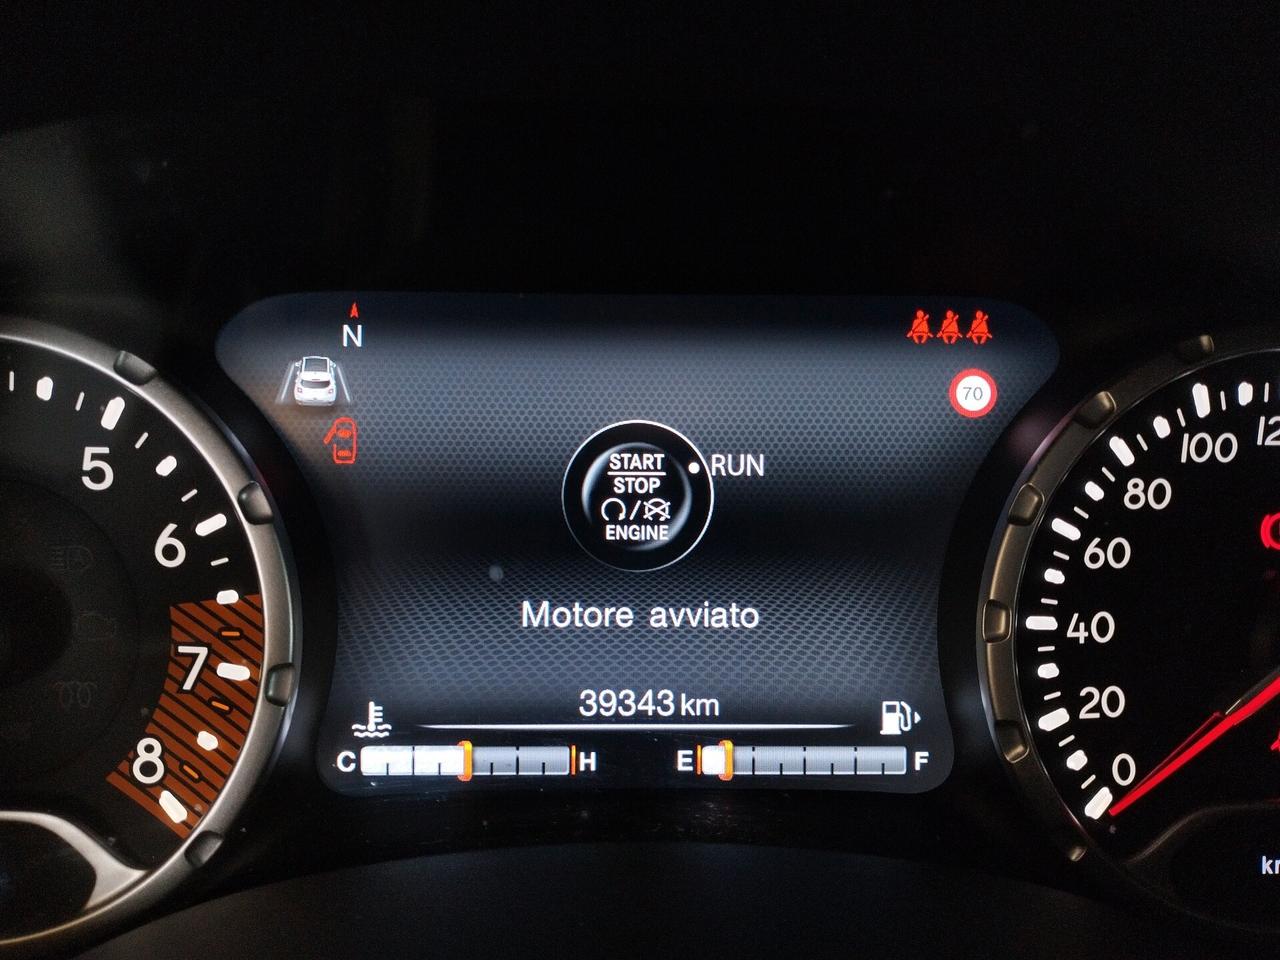 N
70
START
STOP
ENGINE
RUN
Motore avviato
39343 km
C
H
E
F
5
6
7
8
100
80
60
40
20
0